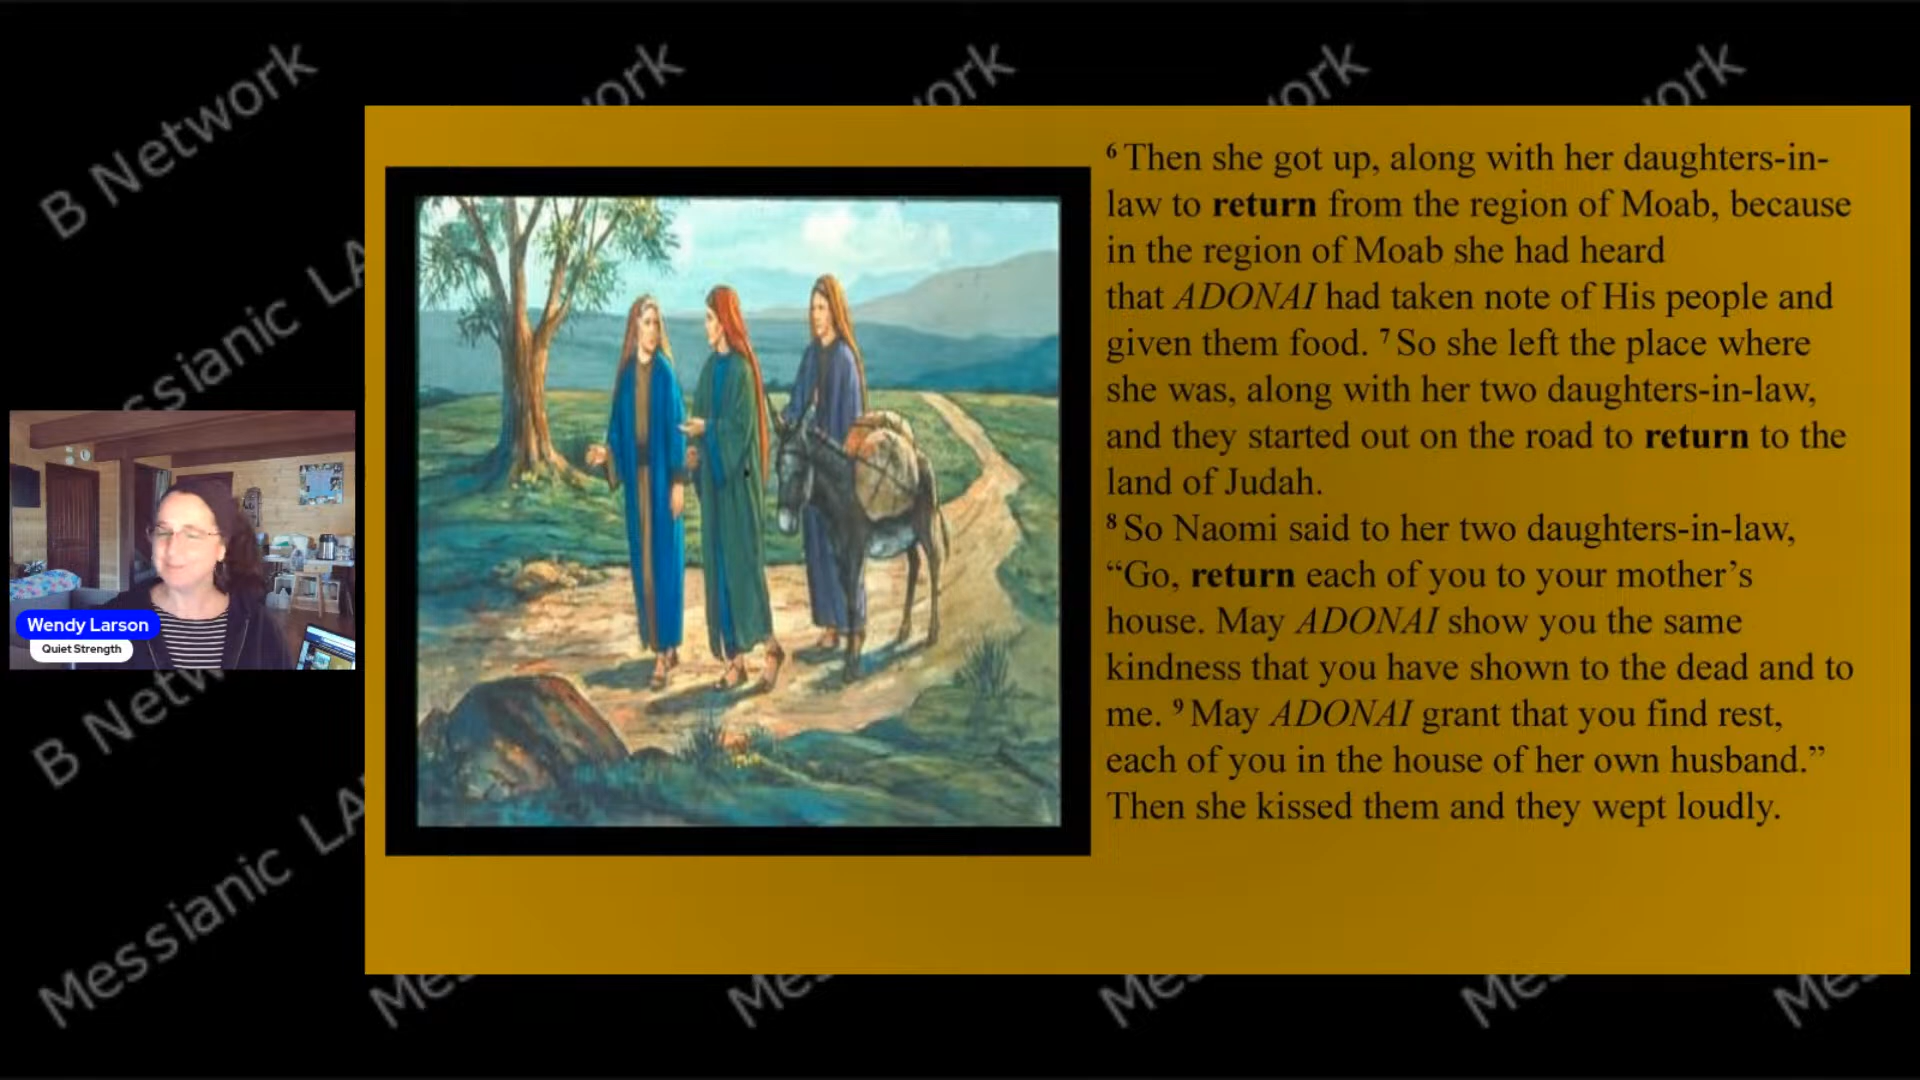 B Network
work
work
work
work
6 Then she got up, along with her daughters-in-
law to return from the region of Moab, because
in the region of Moab she had heard
that ADONAI had taken note of His people and
given them food. 7 So she left the place where
she was, along with her two daughters-in-law,
and they started out on the road to return to the
land of Judah.
8 So Naomi said to her two daughters-in-law,
“Go, return each of you to your mother’s
house. May ADONAI show you the same
kindness that you have shown to the dead and to
me. 9 May ADONAI grant that you find rest,
each of you in the house of her own husband.”
Then she kissed them and they wept loudly.
Wendy Larson
Quiet Strength
B Netw
Messianic